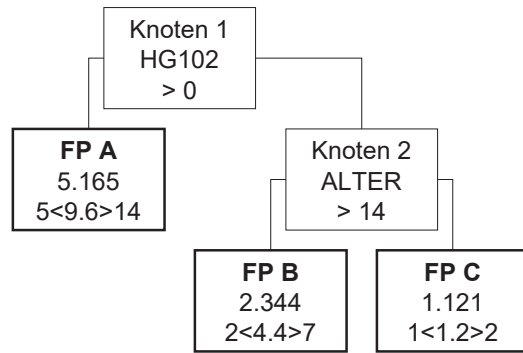 Knoten 1
HG102
> 0
FP A
5.165
5<9.6>14
Knoten 2
ALTER
> 14
FP B
2.344
2<4.4>7
FP C
1.121
1<1.2>2